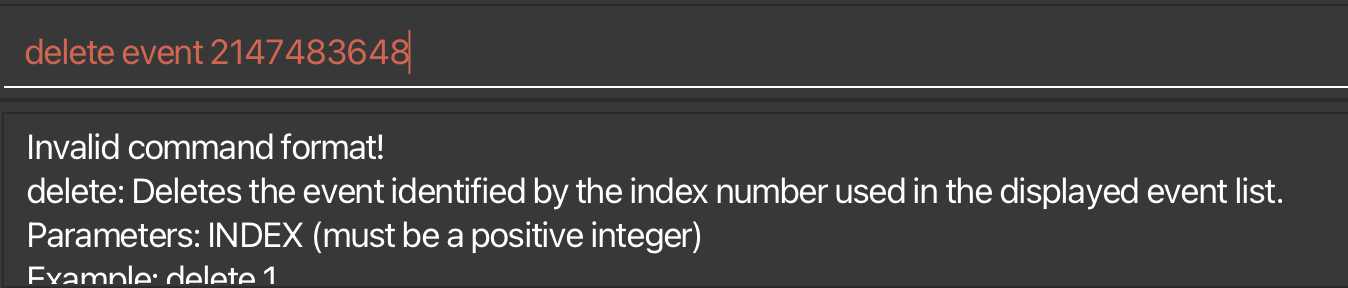 delete event 2147483648
Invalid command format!
delete: Deletes the event identified by the index number used in the displayed event list.
Parameters: INDEX (must be a positive integer)
Example: delete 1